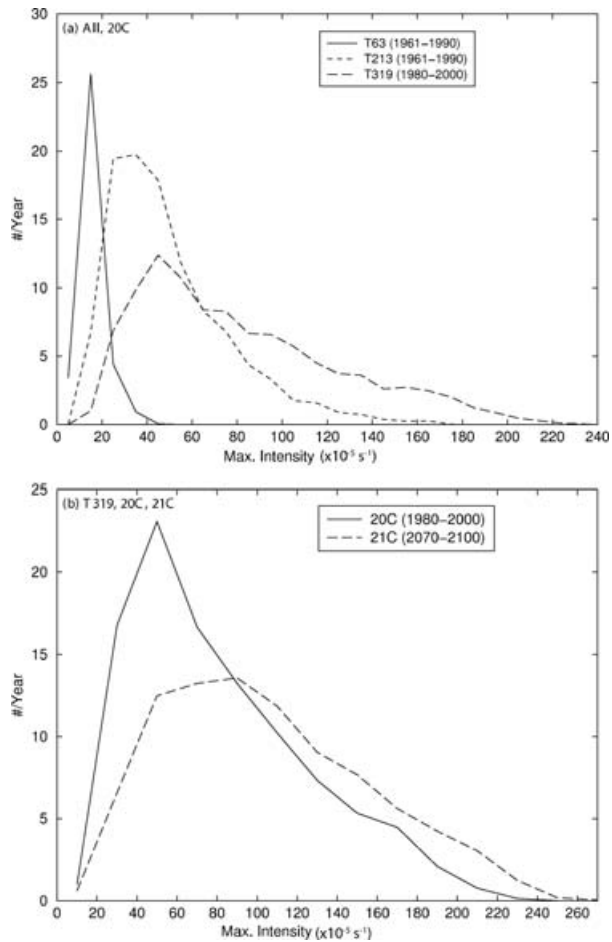 (a) All, 20C
T63 (1961-1990)
T213 (1961-1990)
T319 (1980-2000)
30
25
20
15
10
5
0
#/Year
0 20 40 60 80 100 120 140 160 180 200 220 240
Max. Intensity (x10⁻⁵ s⁻¹)
(b) T319, 20C, 21C
20C (1980-2000)
21C (2070-2100)
25
20
15
10
5
0
#/Year
0 20 40 60 80 100 120 140 160 180 200 220 240 260
Max. Intensity (x10⁻⁵ s⁻¹)